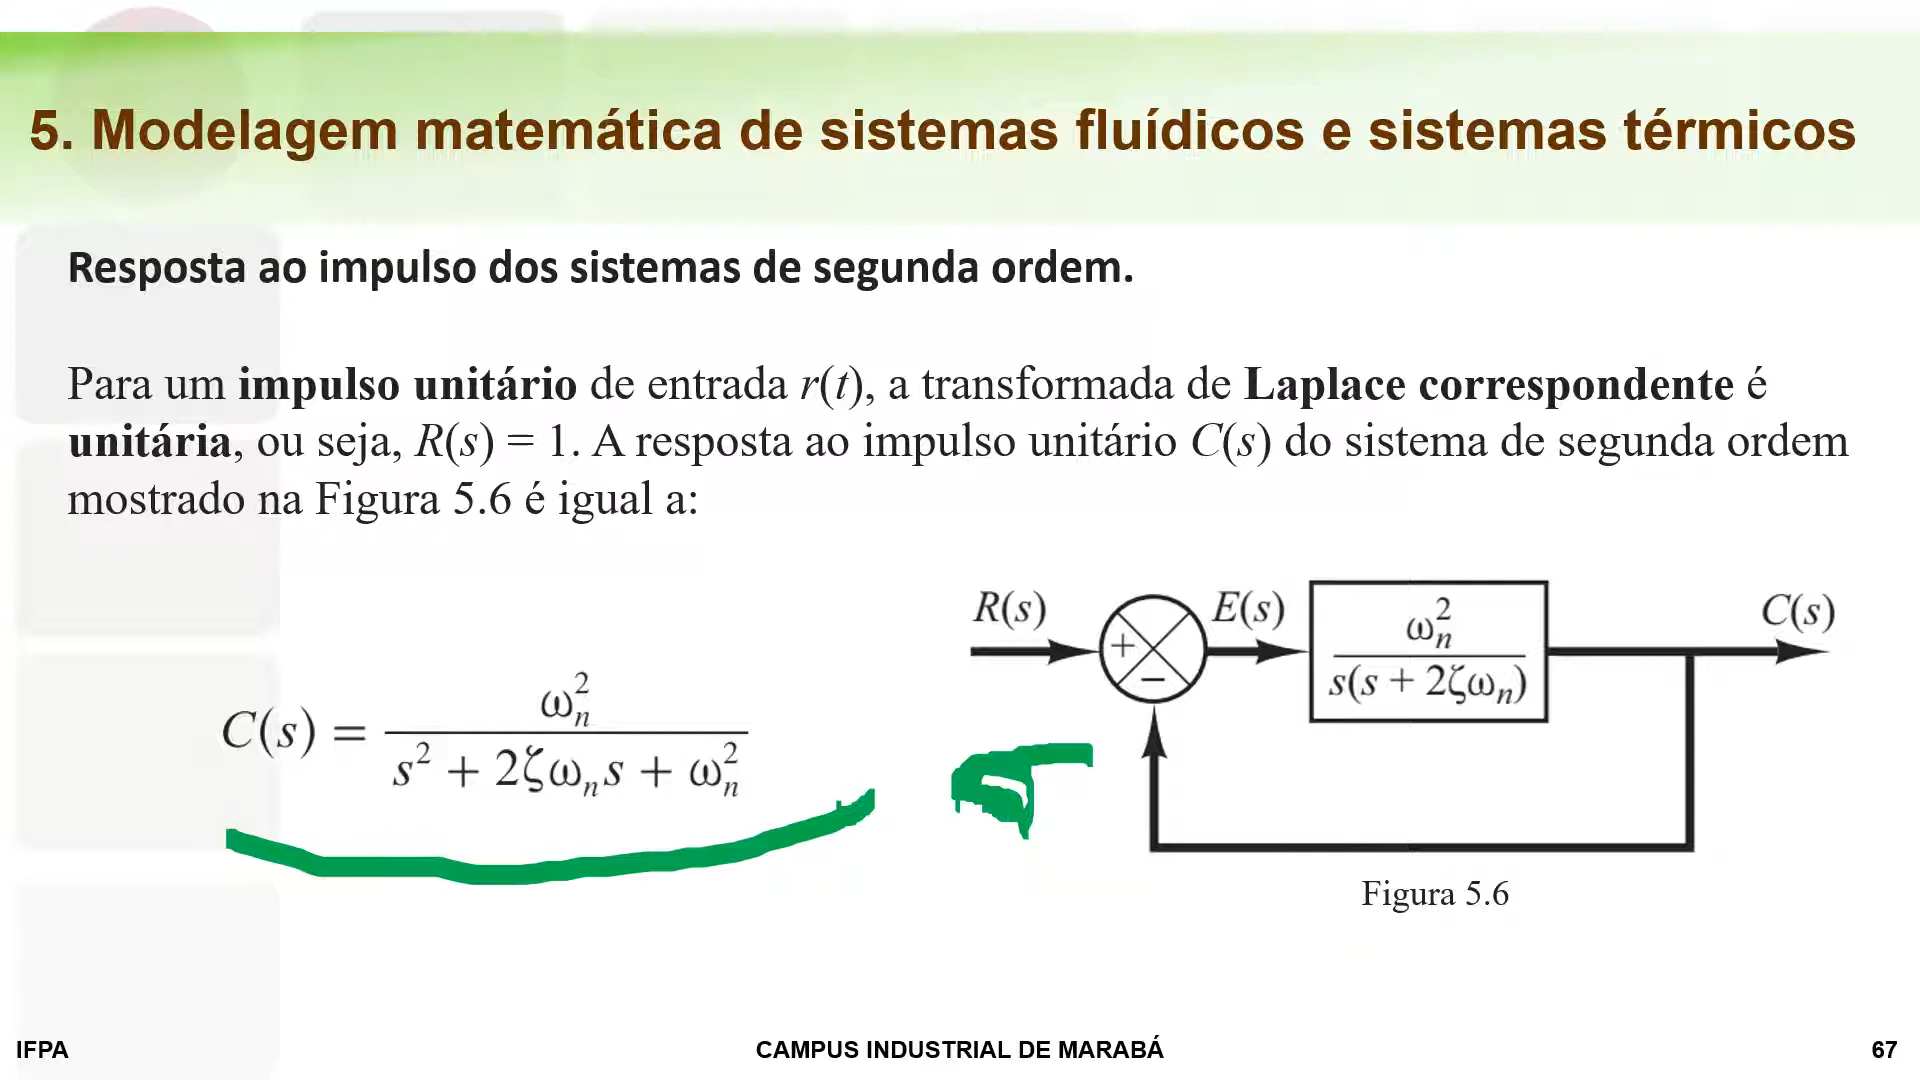 5. Modelagem matemática de sistemas fluídicos e sistemas térmicos
Resposta ao impulso dos sistemas de segunda ordem.
Para um impulso unitário de entrada r(t), a transformada de Laplace correspondente é
unitária, ou seja, R(s) = 1. A resposta ao impulso unitário C(s) do sistema de segunda ordem
mostrado na Figura 5.6 é igual a:
C(s) = ωₙ² / (s² + 2ζωₙs + ωₙ²)
R(s)
+
−
E(s)
ωₙ²
s(s + 2ζωₙ)
C(s)
Figura 5.6
IFPA
CAMPUS INDUSTRIAL DE MARABÁ
67